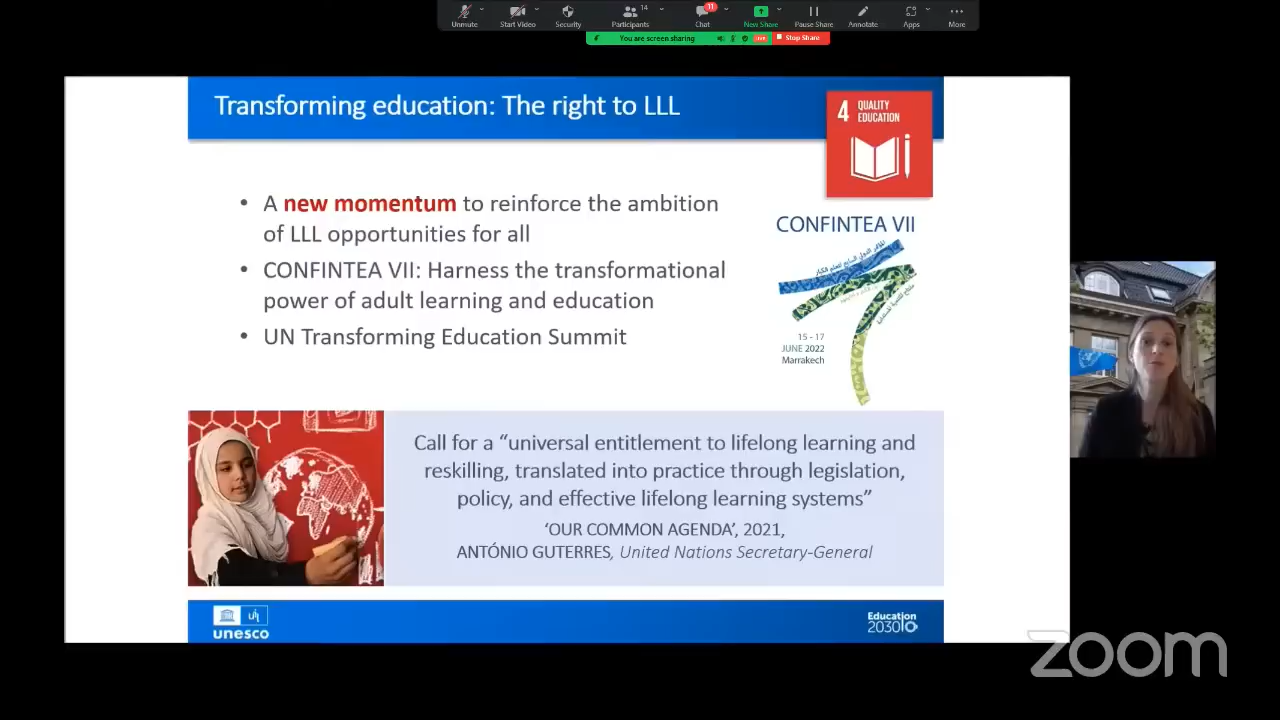 Unmute
Start Video
Security
14
Participants
11
Chat
New Share
Pause Share
Annotate
Apps
More
You are screen sharing
LIVE
Stop Share
Transforming education: The right to LLL
4 QUALITY
EDUCATION
• A new momentum to reinforce the ambition
of LLL opportunities for all
• CONFINTEA VII: Harness the transformational
power of adult learning and education
• UN Transforming Education Summit
CONFINTEA VII
15 - 17
JUNE 2022
Marrakech
Call for a “universal entitlement to lifelong learning and
reskilling, translated into practice through legislation,
policy, and effective lifelong learning systems”
‘OUR COMMON AGENDA’, 2021,
ANTÓNIO GUTERRES, United Nations Secretary-General
unesco
Education
2030
zoom